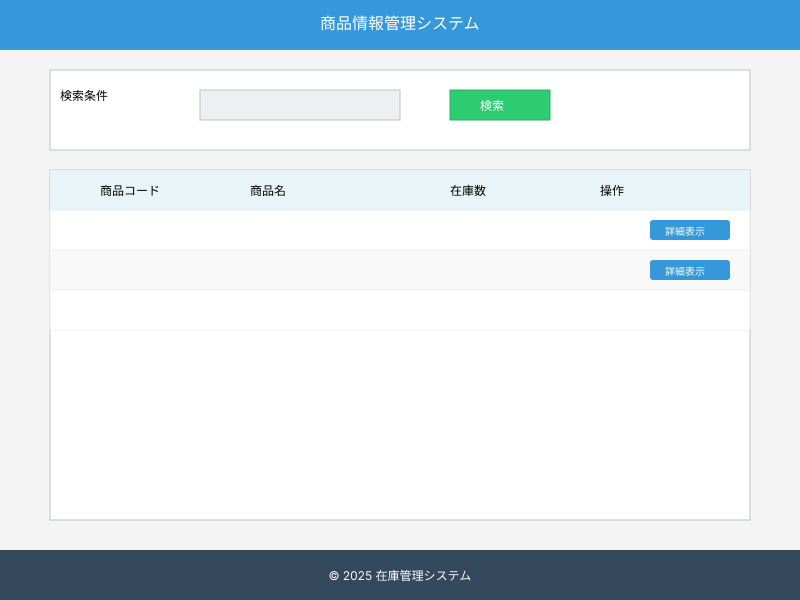 商品情報管理システム
検索条件
検索
商品コード 商品名 在庫数 操作
詳細表示
詳細表示
© 2025 在庫管理システム